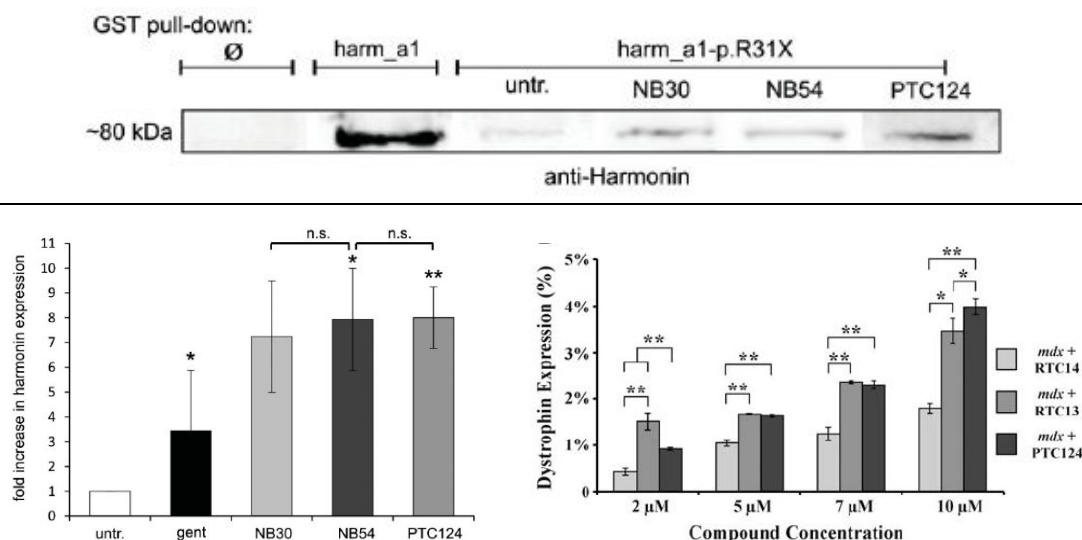 GST pull-down:
Ø harm_a1 harm_a1-p.R31X
untr. NB30 NB54 PTC124
~80 kDa
anti-Harmonin
fold increase in harmonin expression
11
10
9
8
7
6
5
4
3
2
1
0
n.s. n.s.
* * **
untr. gent NB30 NB54 PTC124
Dystrophin Expression (%)
5%
4%
3%
2%
1%
0
** **
** **
** **
** * *
2 µM 5 µM 7 µM 10 µM
Compound Concentration
mdx +
RTC14
mdx +
RTC13
mdx +
PTC124